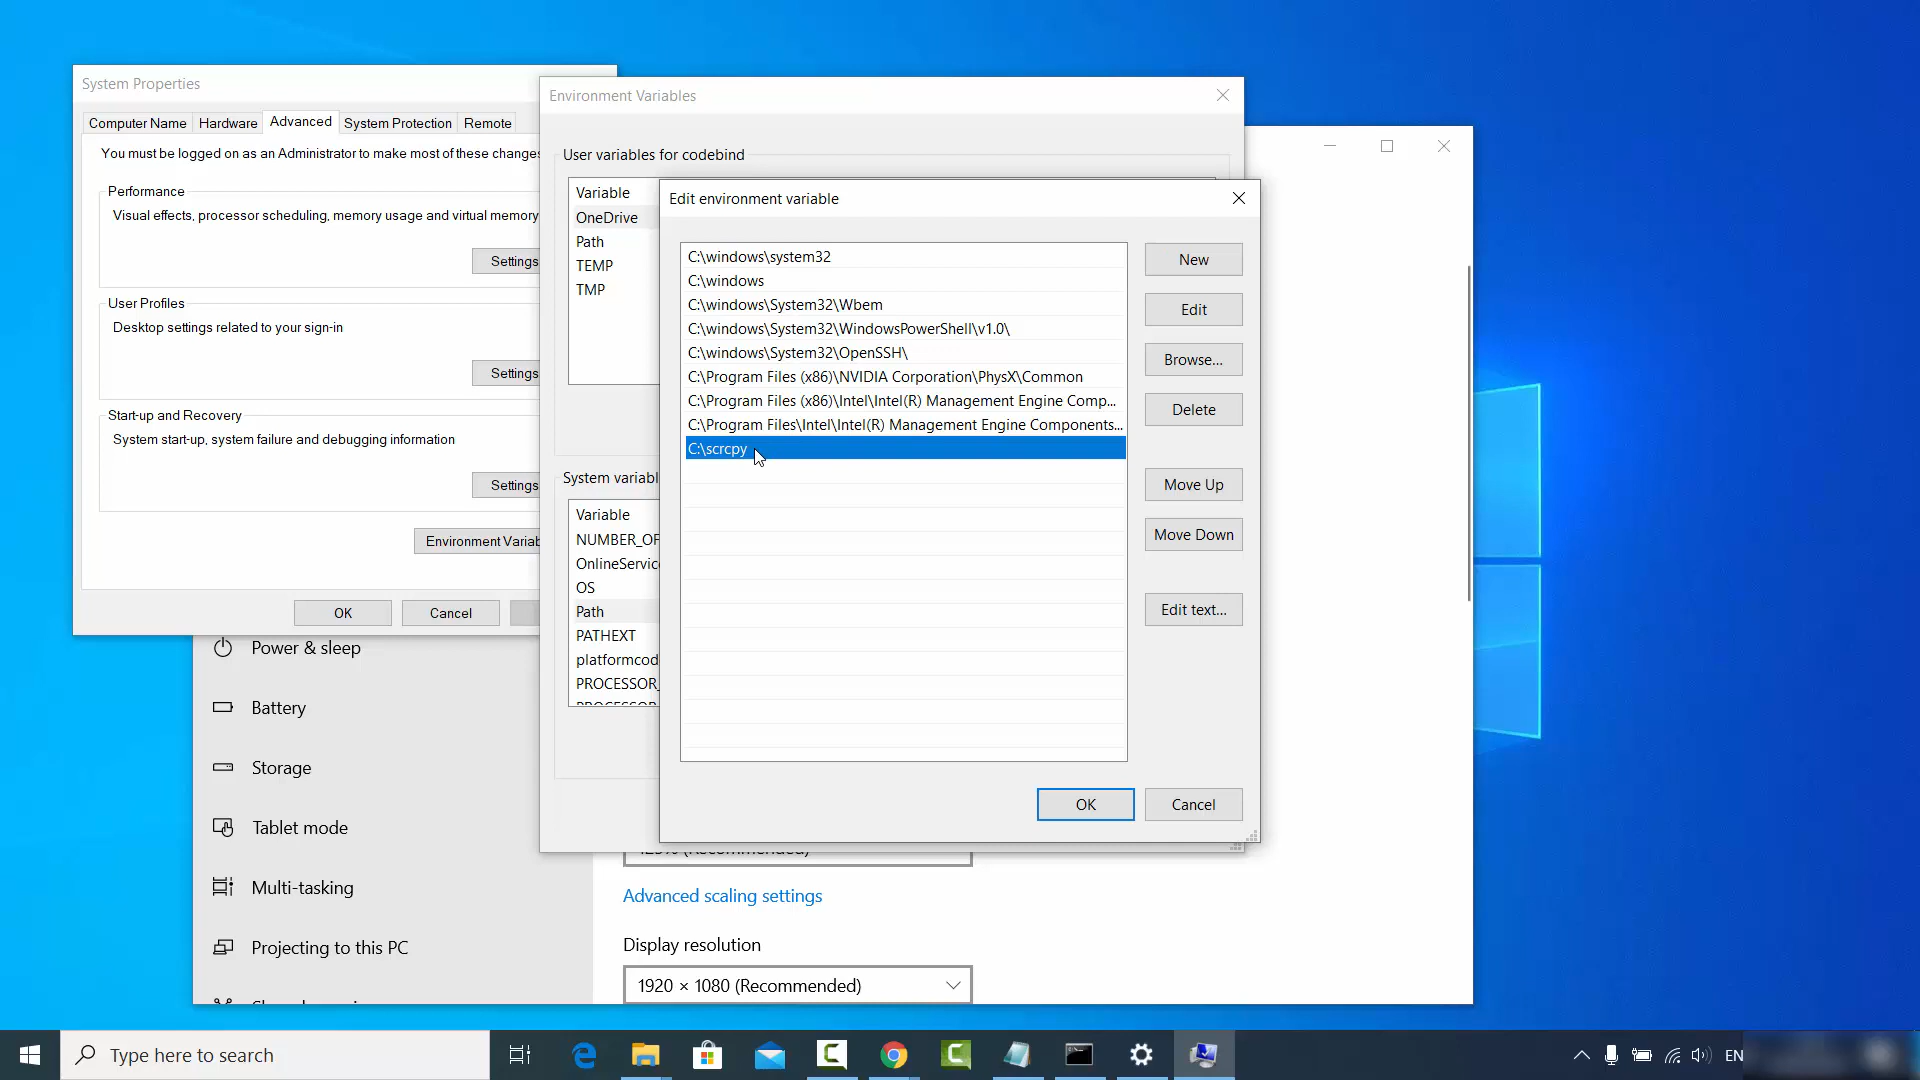 System Properties
Computer Name
Hardware
Advanced
System Protection
Remote
You must be logged on as an Administrator to make most of these changes
Performance
Visual effects, processor scheduling, memory usage and virtual memory
Settings
User Profiles
Desktop settings related to your sign-in
Settings
Start-up and Recovery
System start-up, system failure and debugging information
Settings
Environment Variab
OK
Cancel
Environment Variables
User variables for codebind
Variable
OneDrive
Path
TEMP
TMP
System variabl
Variable
NUMBER_OF
OnlineService
OS
Path
PATHEXT
platformcod
PROCESSOR_
Edit environment variable
C:\windows\system32
C:\windows
C:\windows\System32\Wbem
C:\windows\System32\WindowsPowerShell\v1.0\
C:\windows\System32\OpenSSH\
C:\Program Files (x86)\NVIDIA Corporation\PhysX\Common
C:\Program Files (x86)\Intel\Intel(R) Management Engine Comp...
C:\Program Files\Intel\Intel(R) Management Engine Components...
C:\scrcpy
New
Edit
Browse...
Delete
Move Up
Move Down
Edit text...
OK
Cancel
Power & sleep
Battery
Storage
Tablet mode
Multi-tasking
Projecting to this PC
Advanced scaling settings
Display resolution
1920 × 1080 (Recommended)
Type here to search
EN